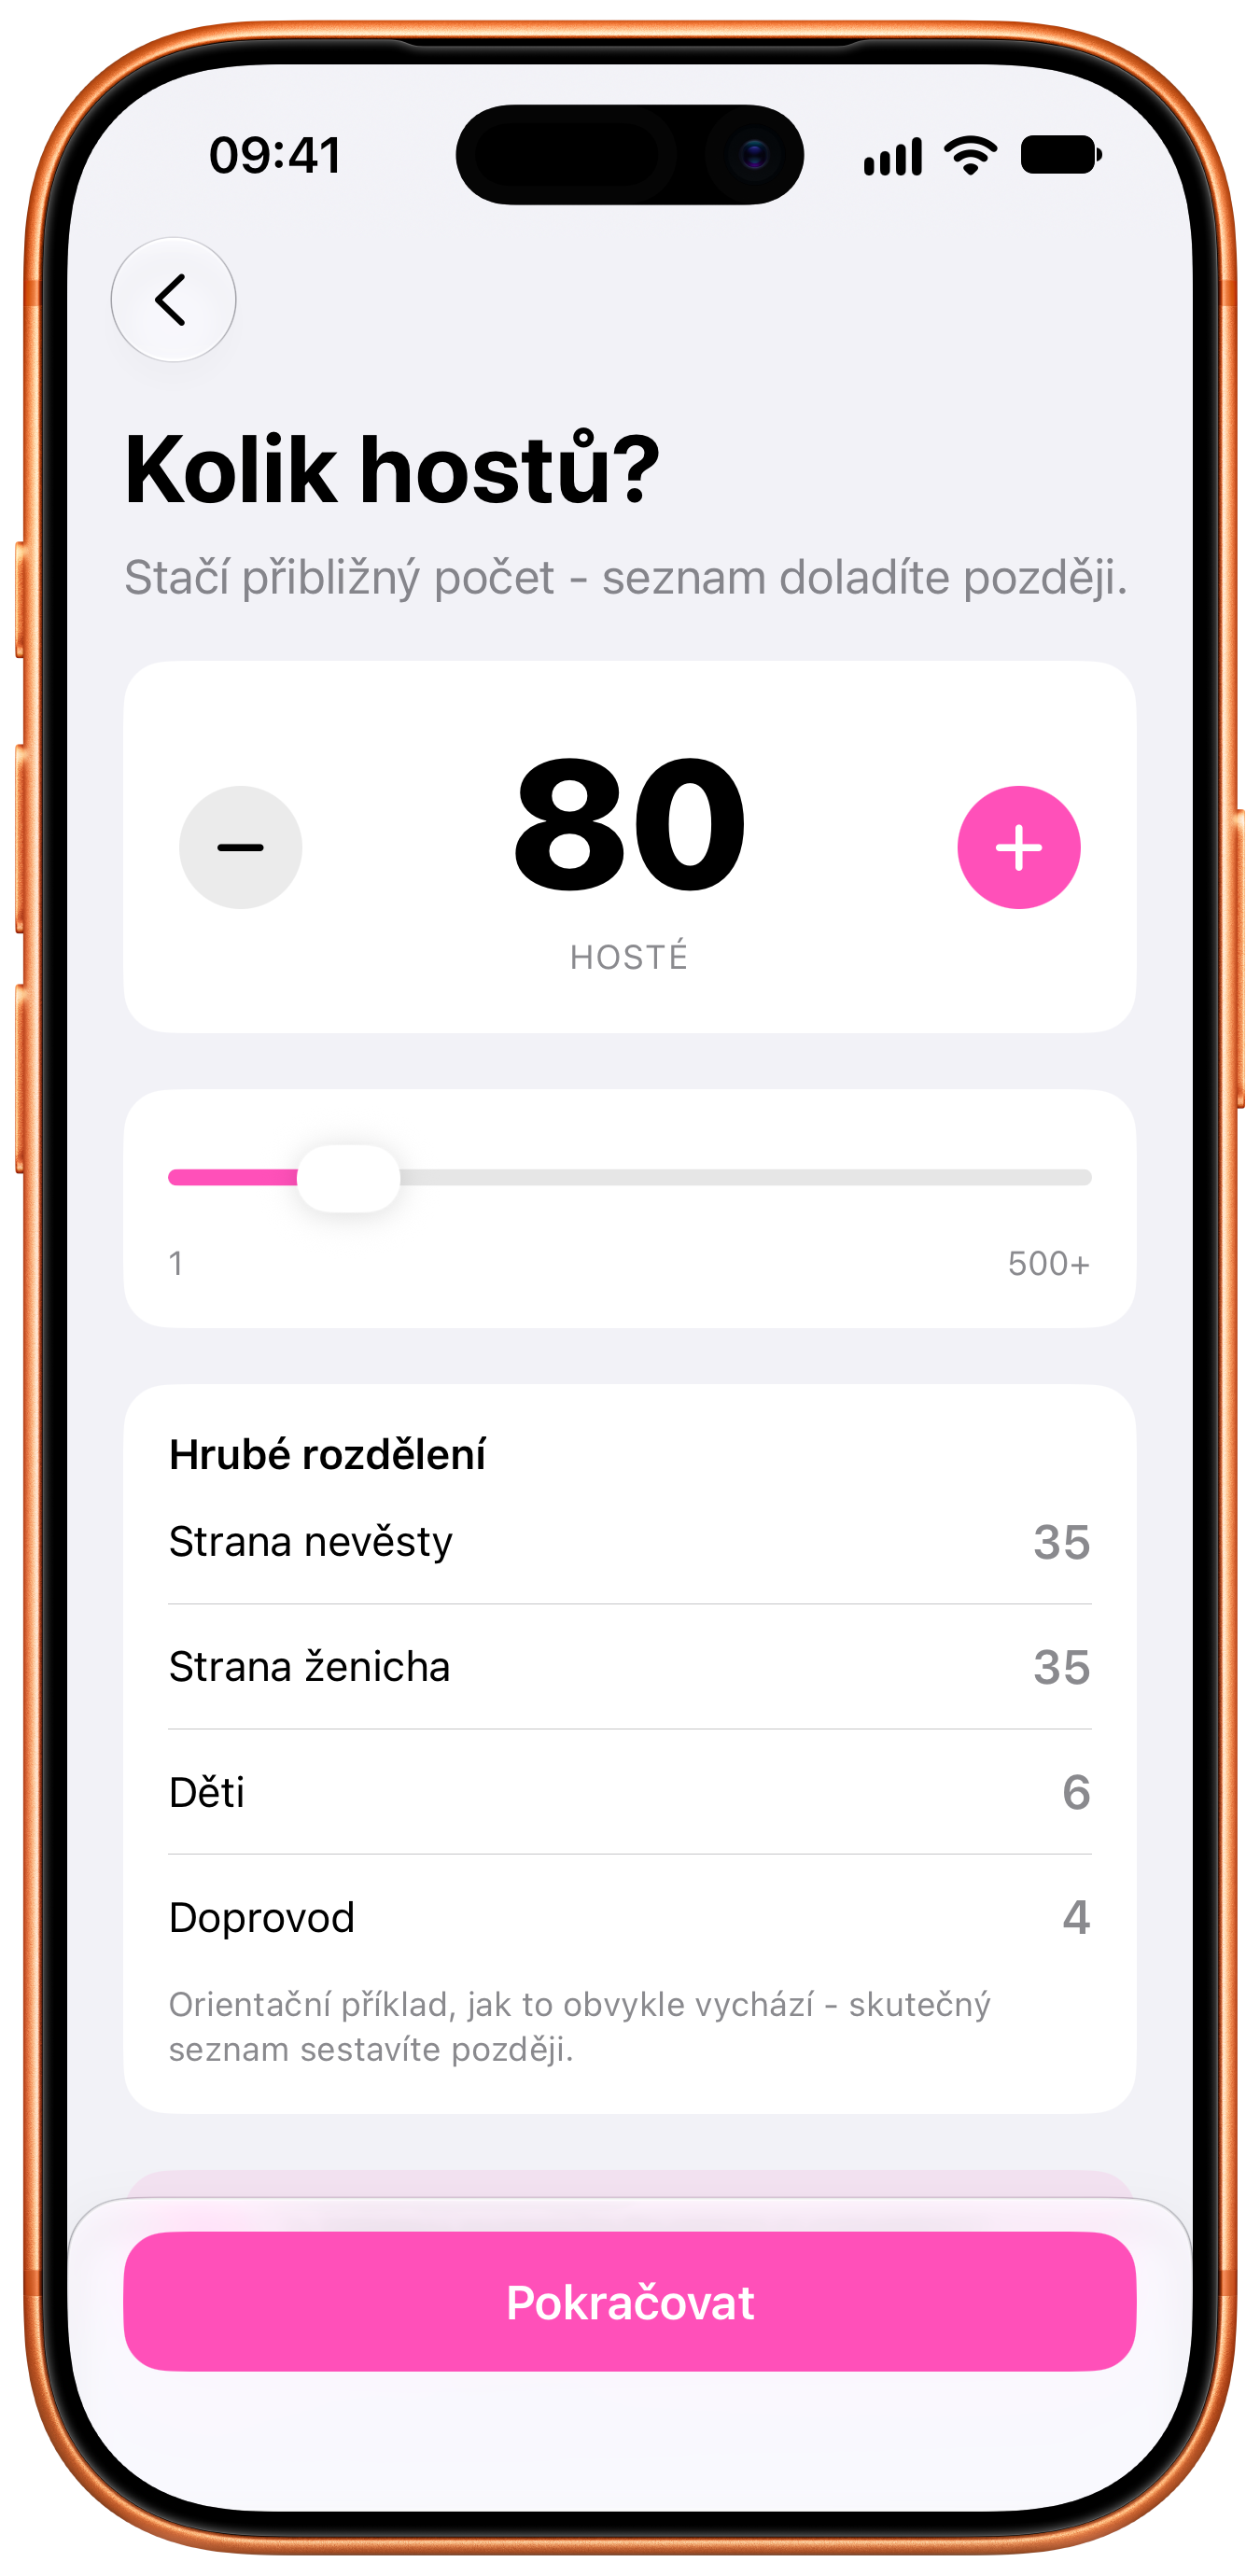 09:41
Kolik hostů?
Stačí přibližný počet - seznam doladíte později.
80
HOSTÉ
1
500+
Hrubé rozdělení
Strana nevěsty 35
Strana ženicha 35
Děti 6
Doprovod 4
Orientační příklad, jak to obvykle vychází - skutečný
seznam sestavíte později.
Pokračovat